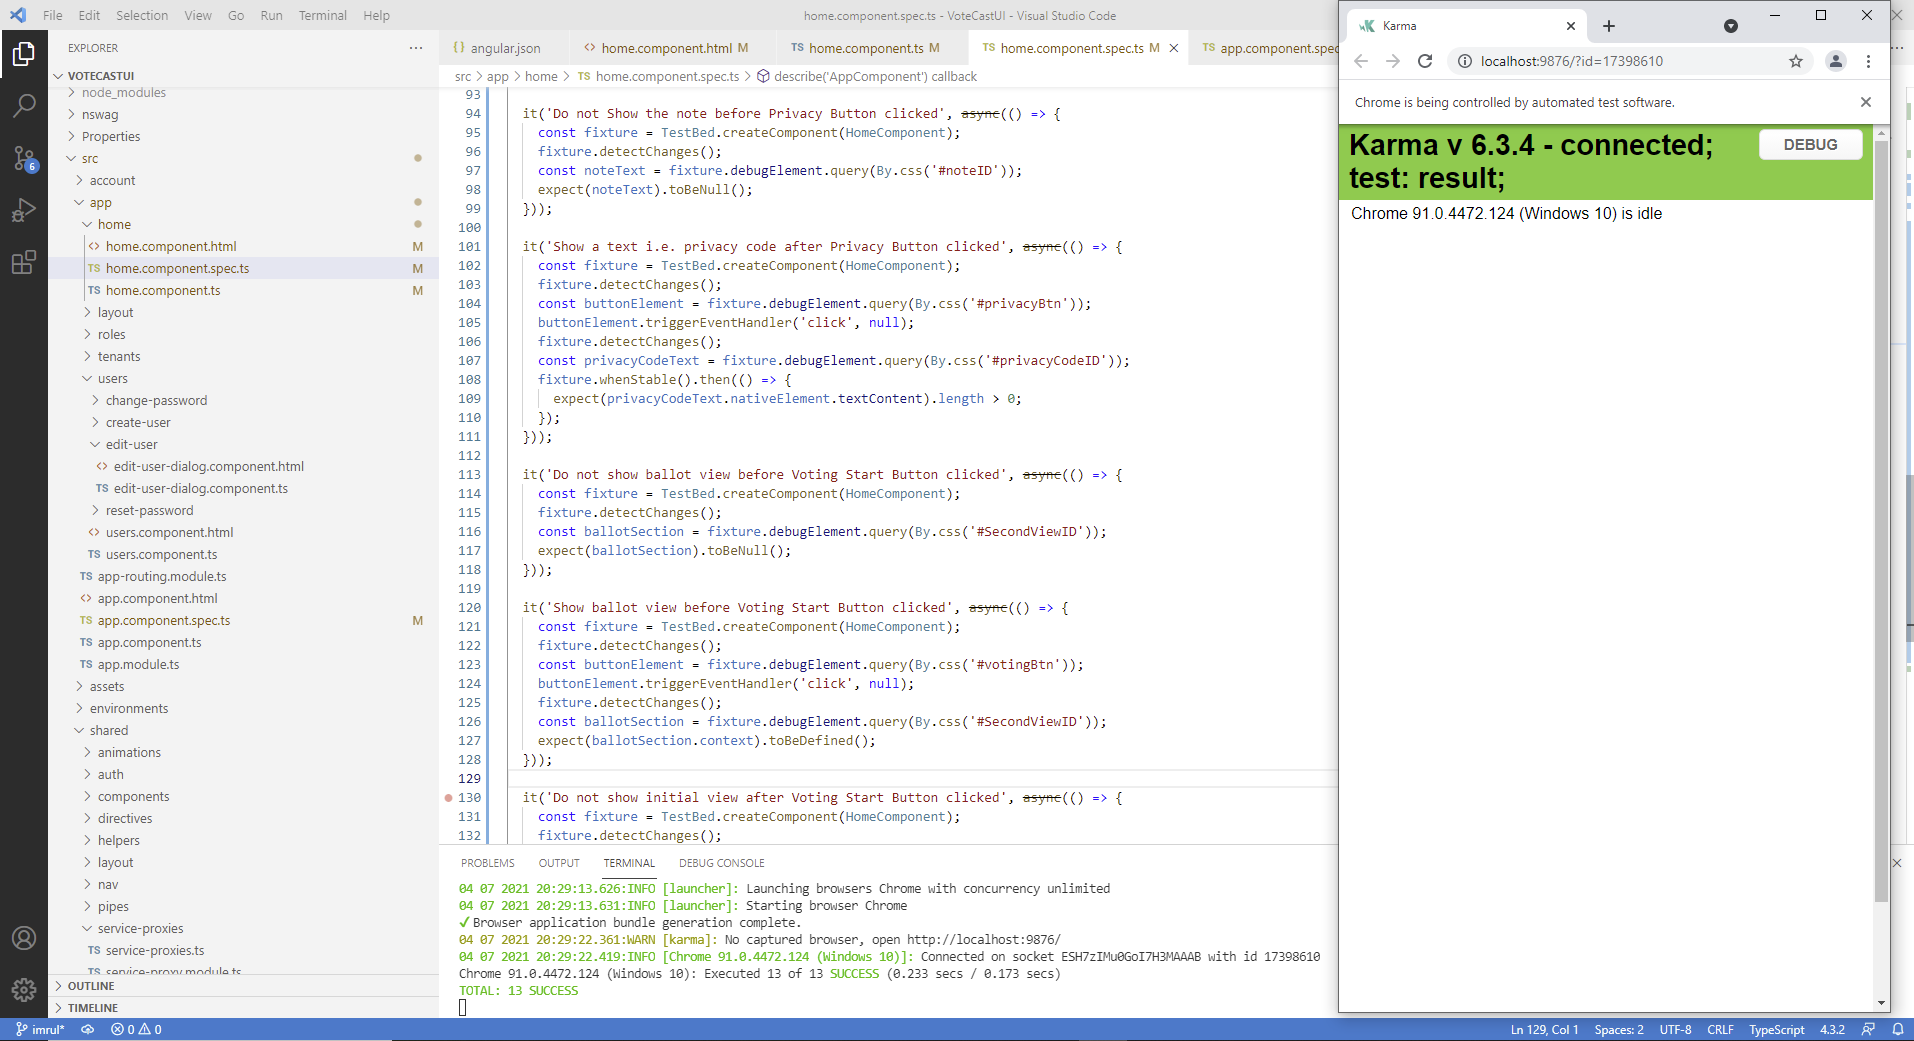 File Edit Selection View Go Run Terminal Help
home.component.spec.ts - VoteCastUI - Visual Studio Code
EXPLORER ···
VOTECASTUI
node_modules
nswag
Properties
src
account
app
home
home.component.html M
TS home.component.spec.ts M
TS home.component.ts M
layout
roles
tenants
users
change-password
create-user
edit-user
edit-user-dialog.component.html
TS edit-user-dialog.component.ts
reset-password
users.component.html
TS users.component.ts
TS app-routing.module.ts
app.component.html
TS app.component.spec.ts M
TS app.component.ts
TS app.module.ts
assets
environments
shared
animations
auth
components
directives
helpers
layout
nav
pipes
service-proxies
TS service-proxies.ts
TS service-proxy.module.ts
OUTLINE
TIMELINE
6
{} angular.json
<> home.component.html M
TS home.component.ts M
TS home.component.spec.ts M
TS app.component.spec
src > app > home > TS home.component.spec.ts > describe('AppComponent') callback
93
94 it('Do not Show the note before Privacy Button clicked', async(() => {
95 const fixture = TestBed.createComponent(HomeComponent);
96 fixture.detectChanges();
97 const noteText = fixture.debugElement.query(By.css('#noteID'));
98 expect(noteText).toBeNull();
99 }));
100
101 it('Show a text i.e. privacy code after Privacy Button clicked', async(() => {
102 const fixture = TestBed.createComponent(HomeComponent);
103 fixture.detectChanges();
104 const buttonElement = fixture.debugElement.query(By.css('#privacyBtn'));
105 buttonElement.triggerEventHandler('click', null);
106 fixture.detectChanges();
107 const privacyCodeText = fixture.debugElement.query(By.css('#privacyCodeID'));
108 fixture.whenStable().then(() => {
109 expect(privacyCodeText.nativeElement.textContent).length > 0;
110 });
111 }));
112
113 it('Do not show ballot view before Voting Start Button clicked', async(() => {
114 const fixture = TestBed.createComponent(HomeComponent);
115 fixture.detectChanges();
116 const ballotSection = fixture.debugElement.query(By.css('#SecondViewID'));
117 expect(ballotSection).toBeNull();
118 }));
119
120 it('Show ballot view before Voting Start Button clicked', async(() => {
121 const fixture = TestBed.createComponent(HomeComponent);
122 fixture.detectChanges();
123 const buttonElement = fixture.debugElement.query(By.css('#votingBtn'));
124 buttonElement.triggerEventHandler('click', null);
125 fixture.detectChanges();
126 const ballotSection = fixture.debugElement.query(By.css('#SecondViewID'));
127 expect(ballotSection.context).toBeDefined();
128 }));
129
130 it('Do not show initial view after Voting Start Button clicked', async(() => {
131 const fixture = TestBed.createComponent(HomeComponent);
132 fixture.detectChanges();
PROBLEMS OUTPUT TERMINAL DEBUG CONSOLE
04 07 2021 20:29:13.626:INFO [launcher]: Launching browsers Chrome with concurrency unlimited
04 07 2021 20:29:13.631:INFO [launcher]: Starting browser Chrome
✓ Browser application bundle generation complete.
04 07 2021 20:29:22.361:WARN [karma]: No captured browser, open http://localhost:9876/
04 07 2021 20:29:22.419:INFO [Chrome 91.0.4472.124 (Windows 10)]: Connected on socket ESH7zIMu0GoI7H3MAAAB with id 17398610
Chrome 91.0.4472.124 (Windows 10): Executed 13 of 13 SUCCESS (0.233 secs / 0.173 secs)
TOTAL: 13 SUCCESS
Karma
localhost:9876/?id=17398610
Chrome is being controlled by automated test software.
Karma v 6.3.4 - connected;
test: result;
DEBUG
Chrome 91.0.4472.124 (Windows 10) is idle
imrul* 0 0
Ln 129, Col 1 Spaces: 2 UTF-8 CRLF TypeScript 4.3.2